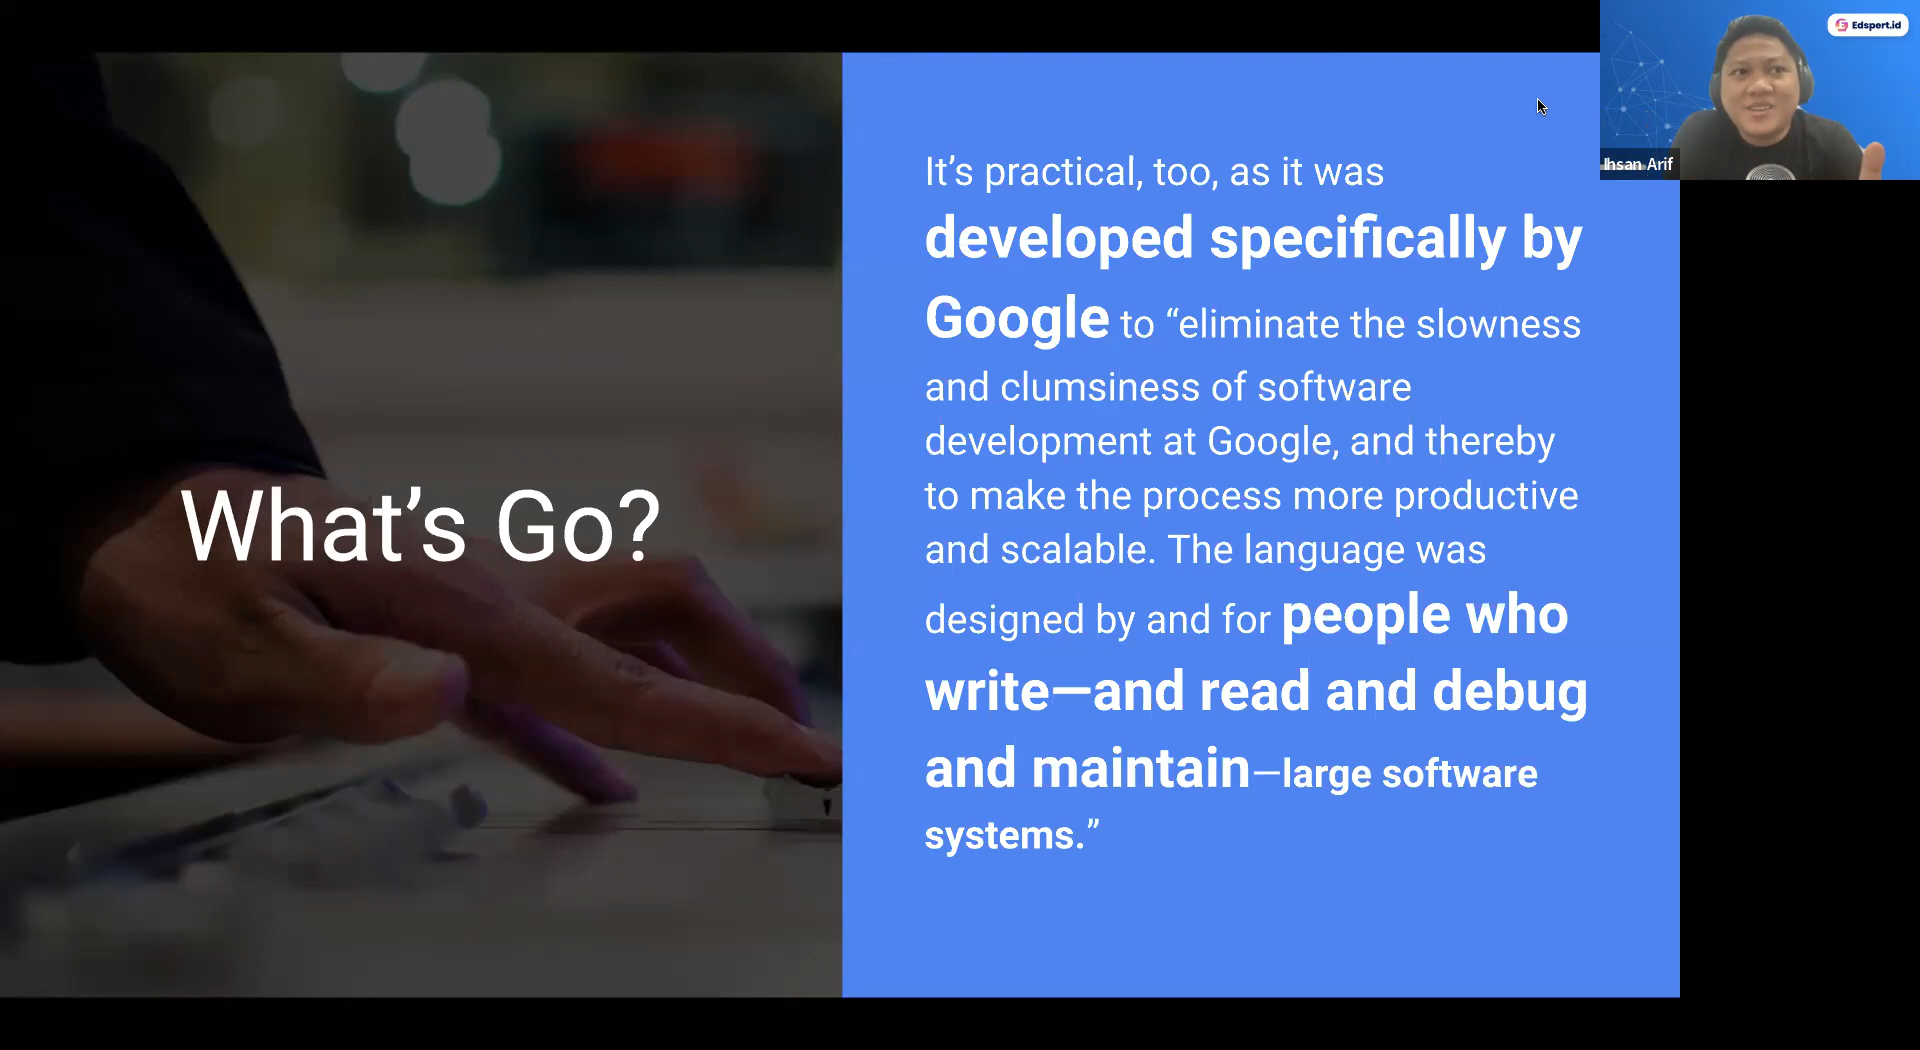 What’s Go?
It’s practical, too, as it was
developed specifically by
Google to “eliminate the slowness
and clumsiness of software
development at Google, and thereby
to make the process more productive
and scalable. The language was
designed by and for people who
write—and read and debug
and maintain—large software
systems.”
Edspert.id
Ihsan Arif